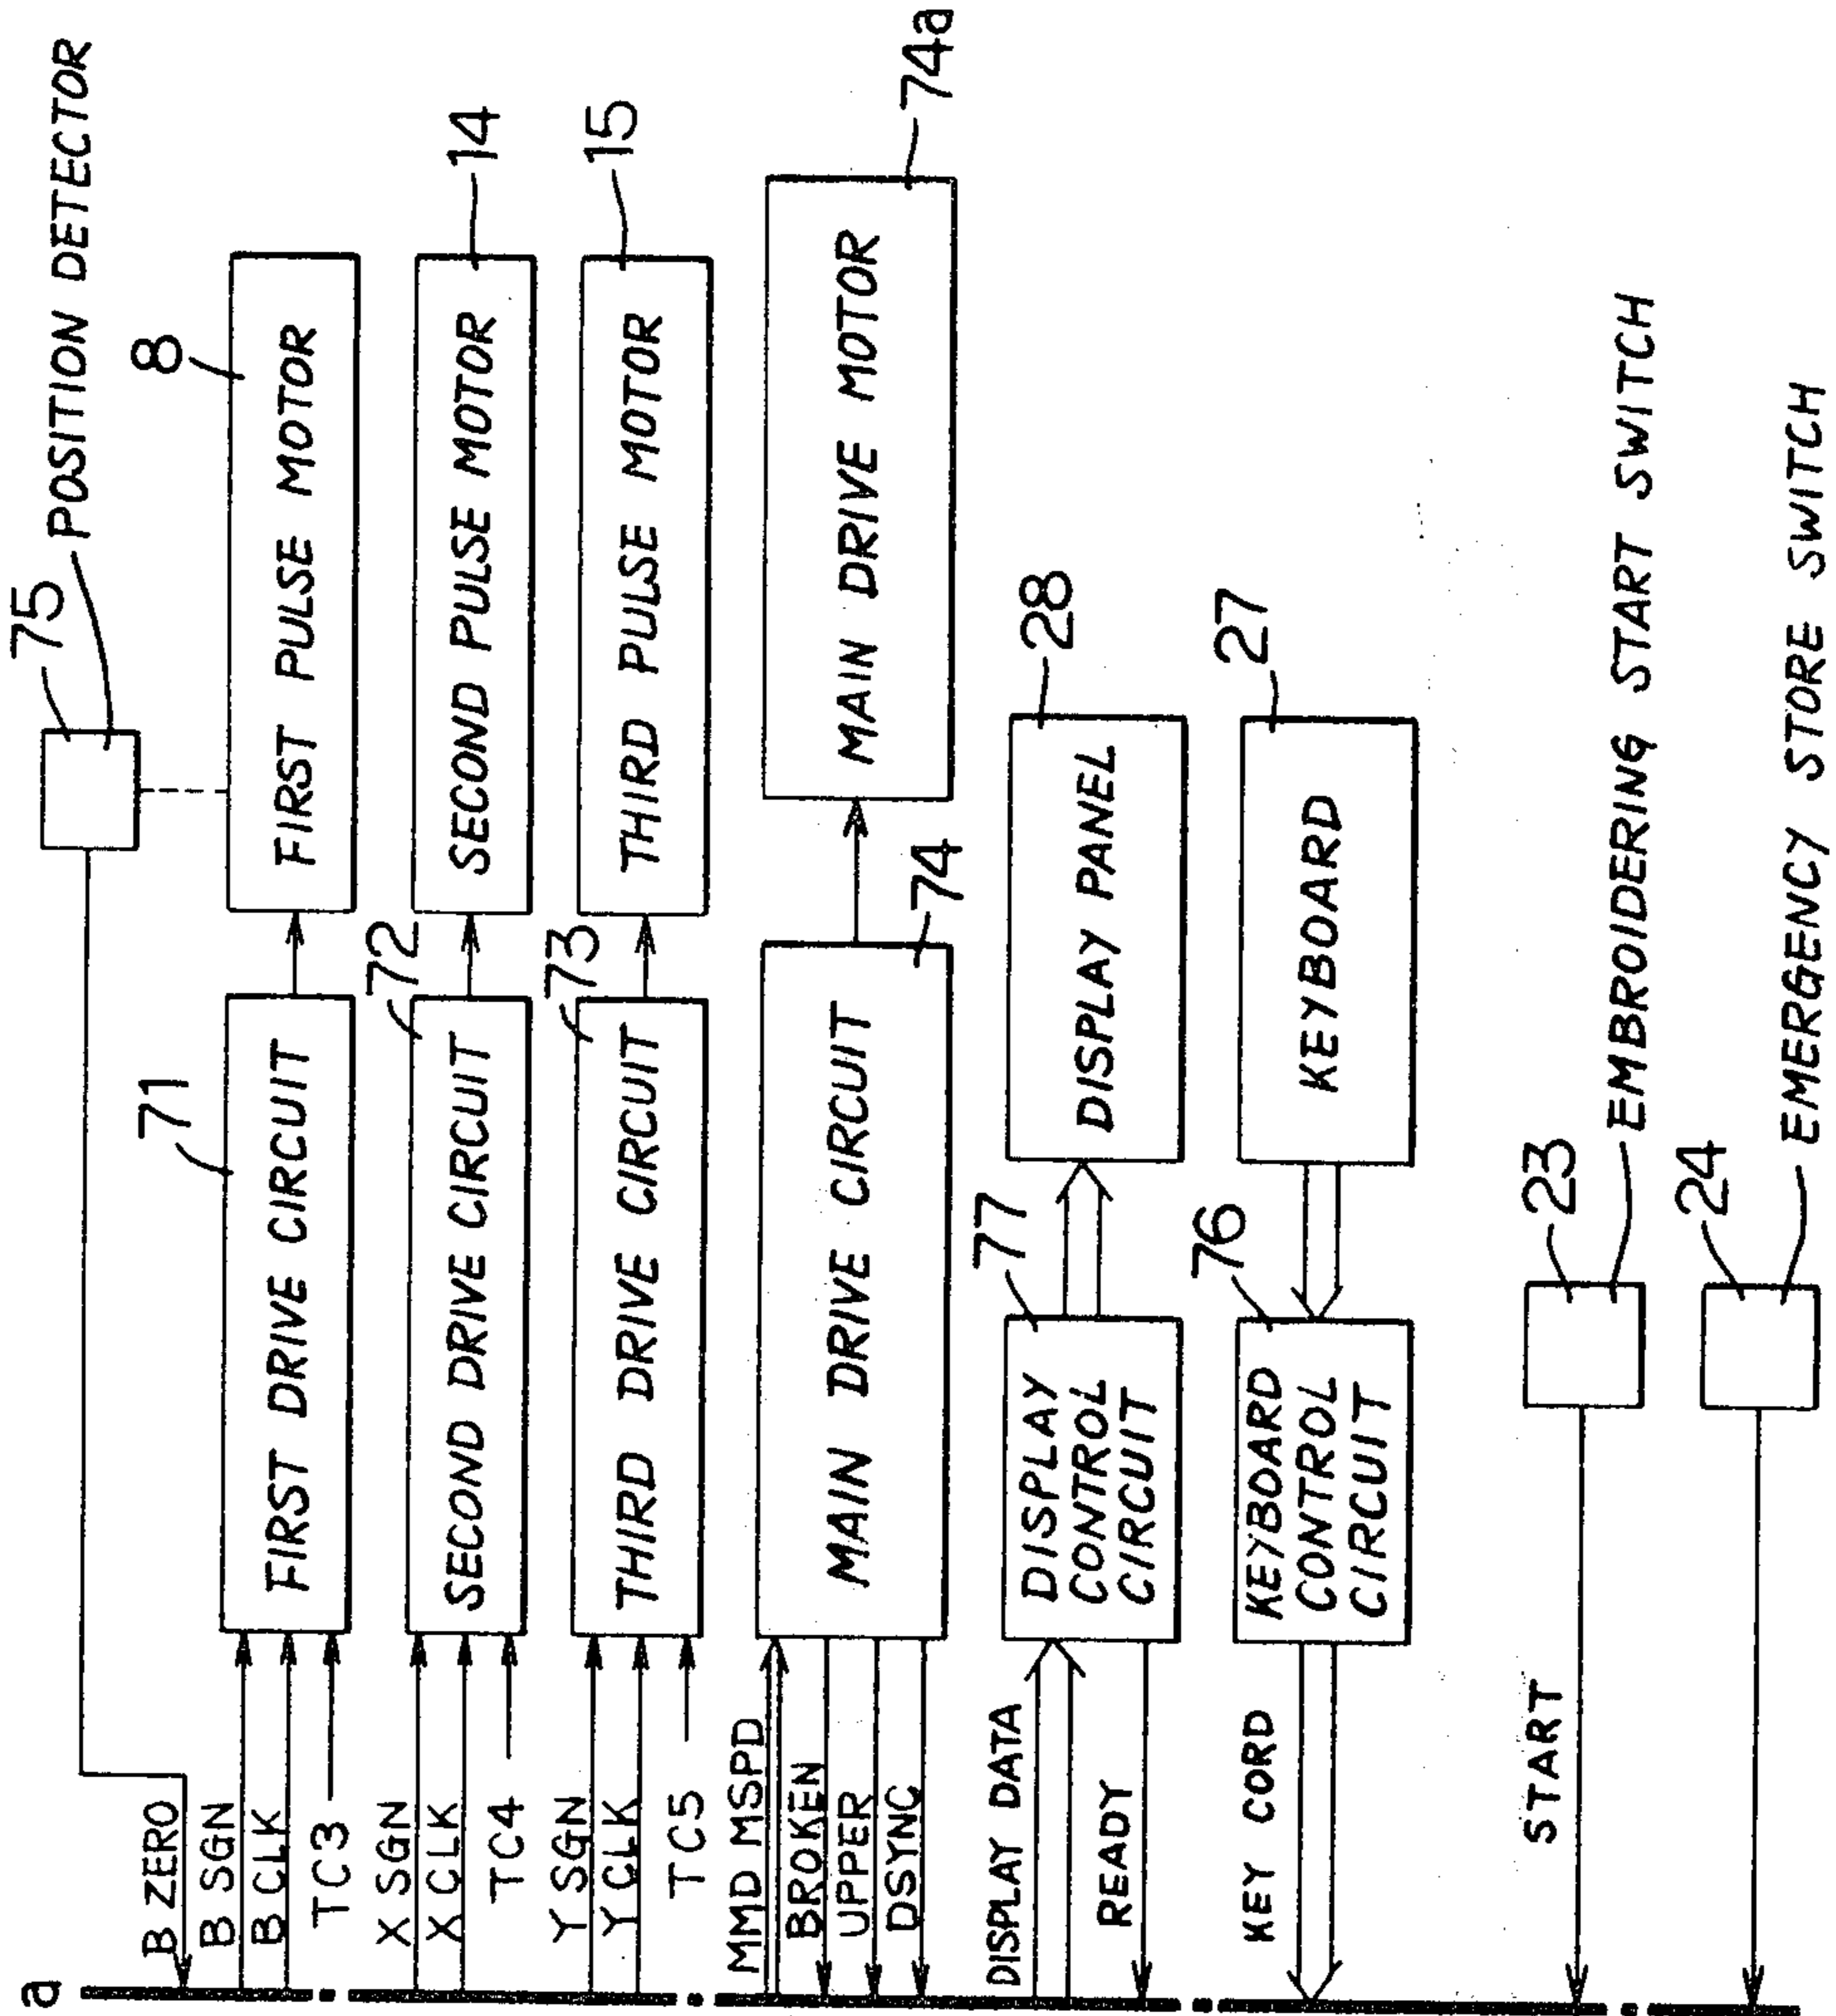 a
75
POSITION DETECTOR
B ZERO
B SGN
B CLK
TC3
71
FIRST DRIVE CIRCUIT
8
FIRST PULSE MOTOR
X SGN
X CLK
TC4
72
SECOND DRIVE CIRCUIT
14
SECOND PULSE MOTOR
Y SGN
Y CLK
TC5
73
THIRD DRIVE CIRCUIT
15
THIRD PULSE MOTOR
MMD MSPD
BROKEN
UPPER
DSYNC
MAIN DRIVE CIRCUIT
74
MAIN DRIVE MOTOR
74a
DISPLAY DATA
READY
DISPLAY
CONTROL
CIRCUIT
77
DISPLAY PANEL
28
KEY CORD
KEYBOARD
CONTROL
CIRCUIT
76
KEYBOARD
27
START
23
EMBROIDERING START SWITCH
24
EMERGENCY STORE SWITCH